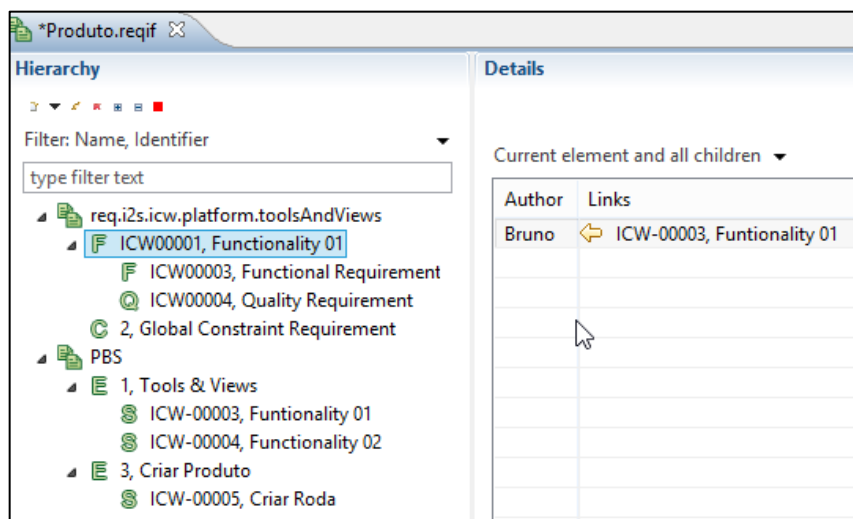 *Produto.reqif
Hierarchy
Filter: Name, Identifier
type filter text
req.i2s.icw.platform.toolsAndViews
F ICW00001, Functionality 01
F ICW00003, Functional Requirement
Q ICW00004, Quality Requirement
C 2, Global Constraint Requirement
PBS
E 1, Tools & Views
S ICW-00003, Funtionality 01
S ICW-00004, Functionality 02
E 3, Criar Produto
S ICW-00005, Criar Roda
Details
Current element and all children
Author Links
Bruno ICW-00003, Funtionality 01